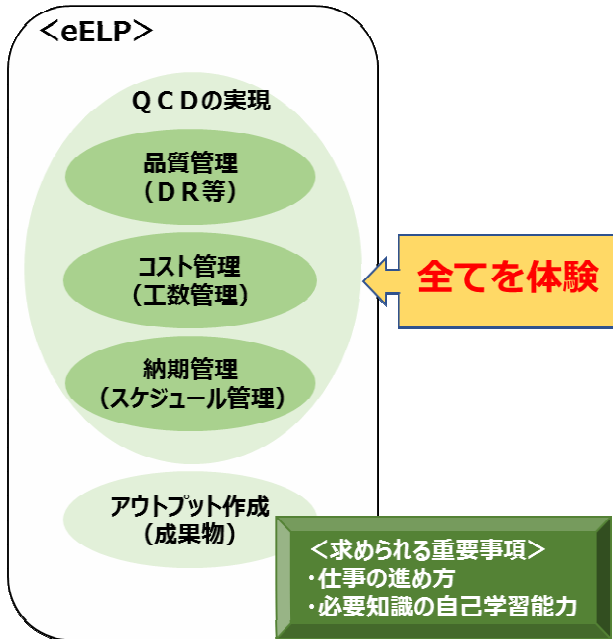 ＜eELP＞
ＱＣＤの実現
品質管理
（ＤＲ等）
コスト管理
（工数管理）
納期管理
（スケジュール管理）
全てを体験
アウトプット作成
（成果物）
＜求められる重要事項＞
・仕事の進め方
・必要知識の自己学習能力